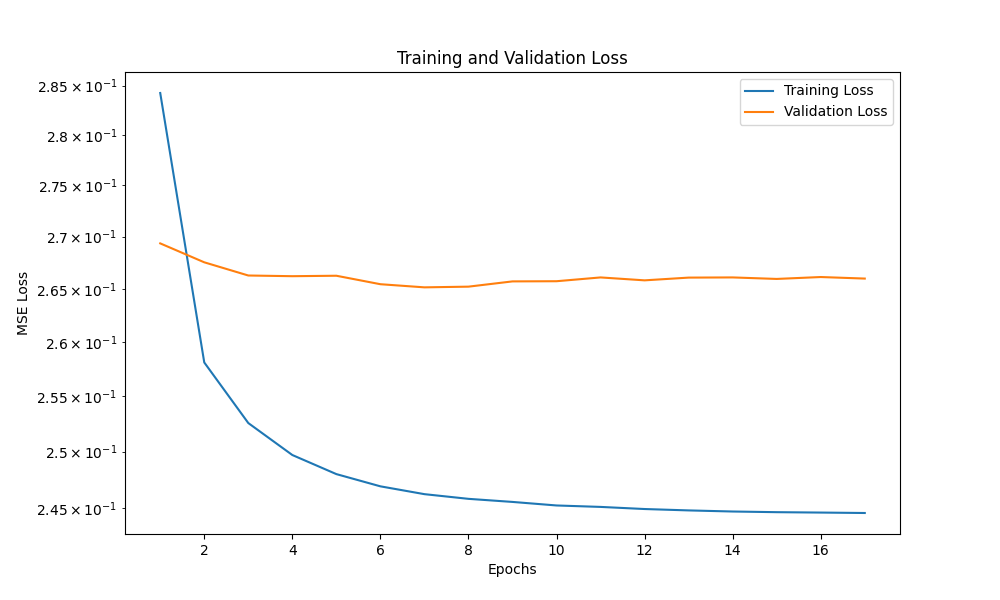 Training and Validation Loss
2.85 × 10⁻¹
2.8 × 10⁻¹
2.75 × 10⁻¹
2.7 × 10⁻¹
2.65 × 10⁻¹
2.6 × 10⁻¹
2.55 × 10⁻¹
2.5 × 10⁻¹
2.45 × 10⁻¹
MSE Loss
Training Loss
Validation Loss
2 4 6 8 10 12 14 16
Epochs